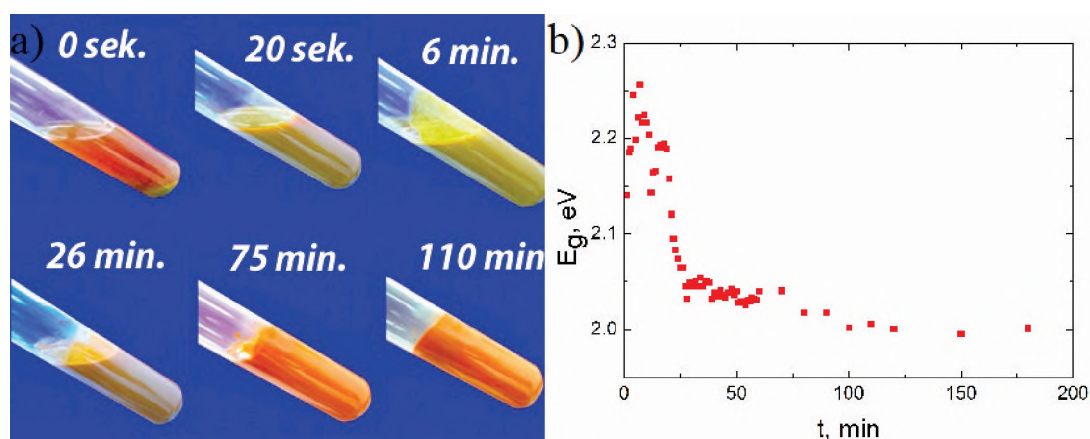 a)
0 sek.
20 sek.
6 min.
26 min.
75 min.
110 min
b)
2.3
2.2
2.1
2.0
E_g, eV
0
50
100
150
200
t, min